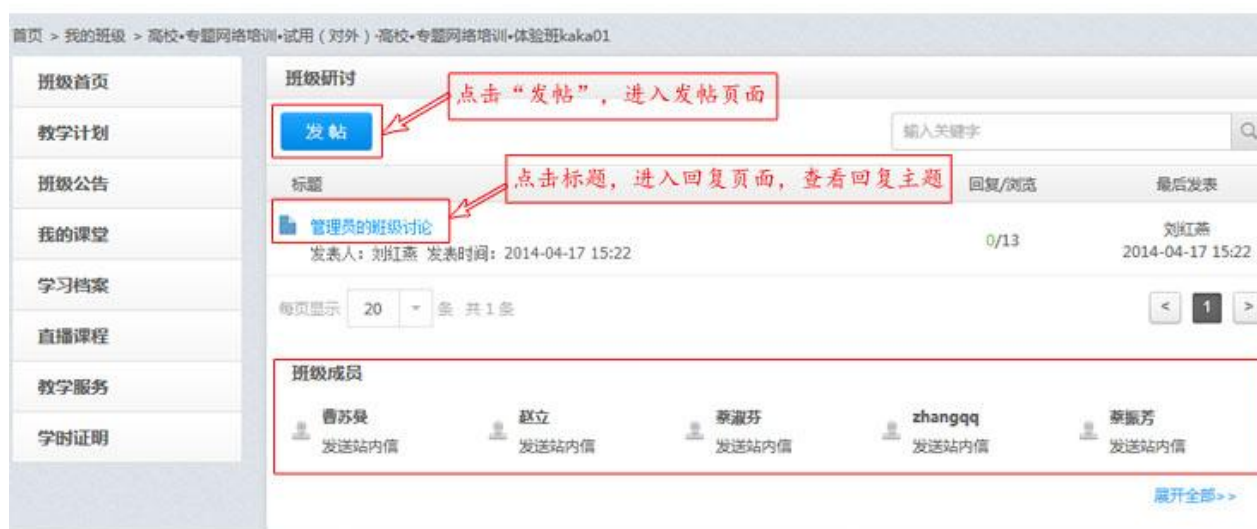 首页 > 我的班级 > 高校•专题网络培训•试用(对外)-高校•专题网络培训•体验班kaka01
班级首页
教学计划
班级公告
我的课堂
学习档案
直播课程
教学服务
学时证明
班级研讨
点击“发帖”,进入发帖页面
发帖
输入关键字
标题
点击标题,进入回复页面,查看回复主题
回复/浏览
最后发表
管理员的班级讨论
发表人:刘红燕 发表时间:2014-04-17 15:22
0/13
刘红燕
2014-04-17 15:22
每页显示 20 条 共1条
< 1 >
班级成员
曹苏曼 赵立 蔡淑芬 zhangqq 蔡振芳
发送站内信 发送站内信 发送站内信 发送站内信 发送站内信
展开全部>>